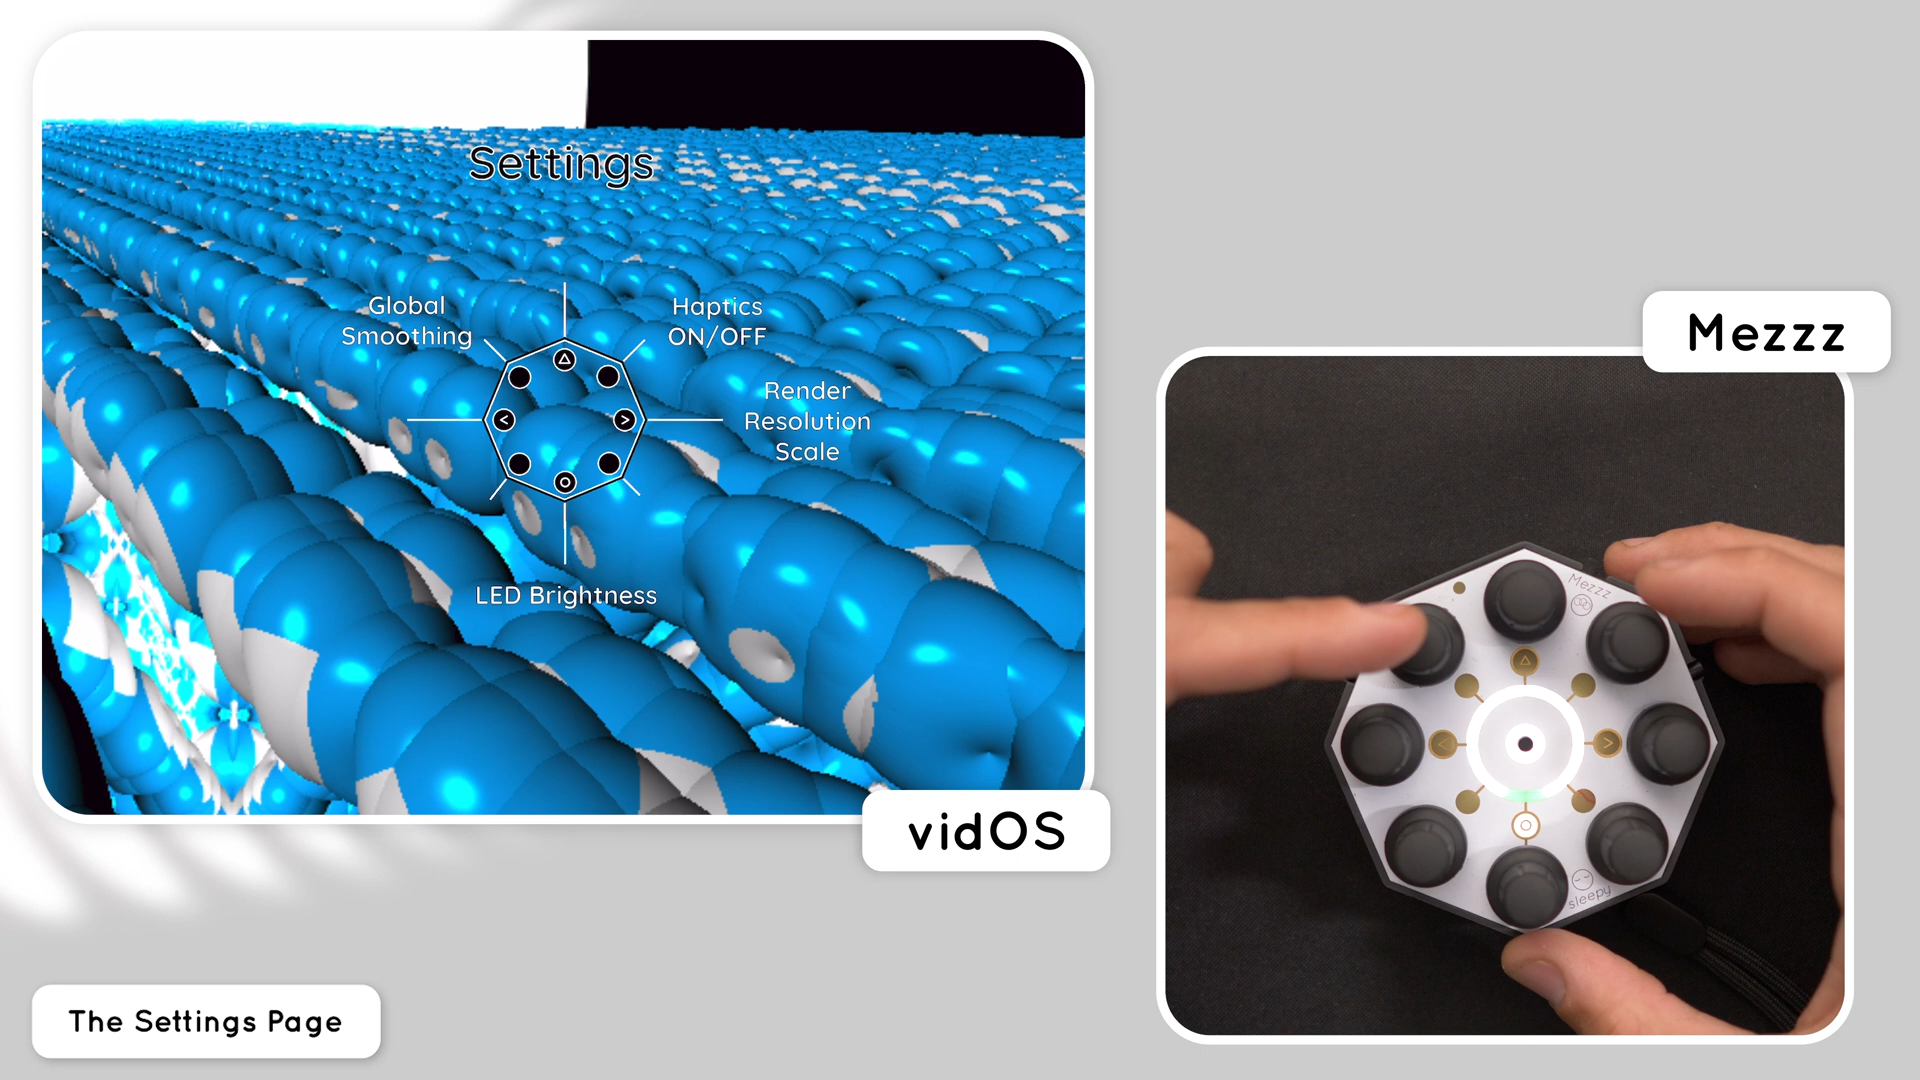 Settings
Global
Smoothing
Haptics
ON/OFF
Render
Resolution
Scale
LED Brightness
vidOS
Mezzz
Mezzz
sleepy
The Settings Page